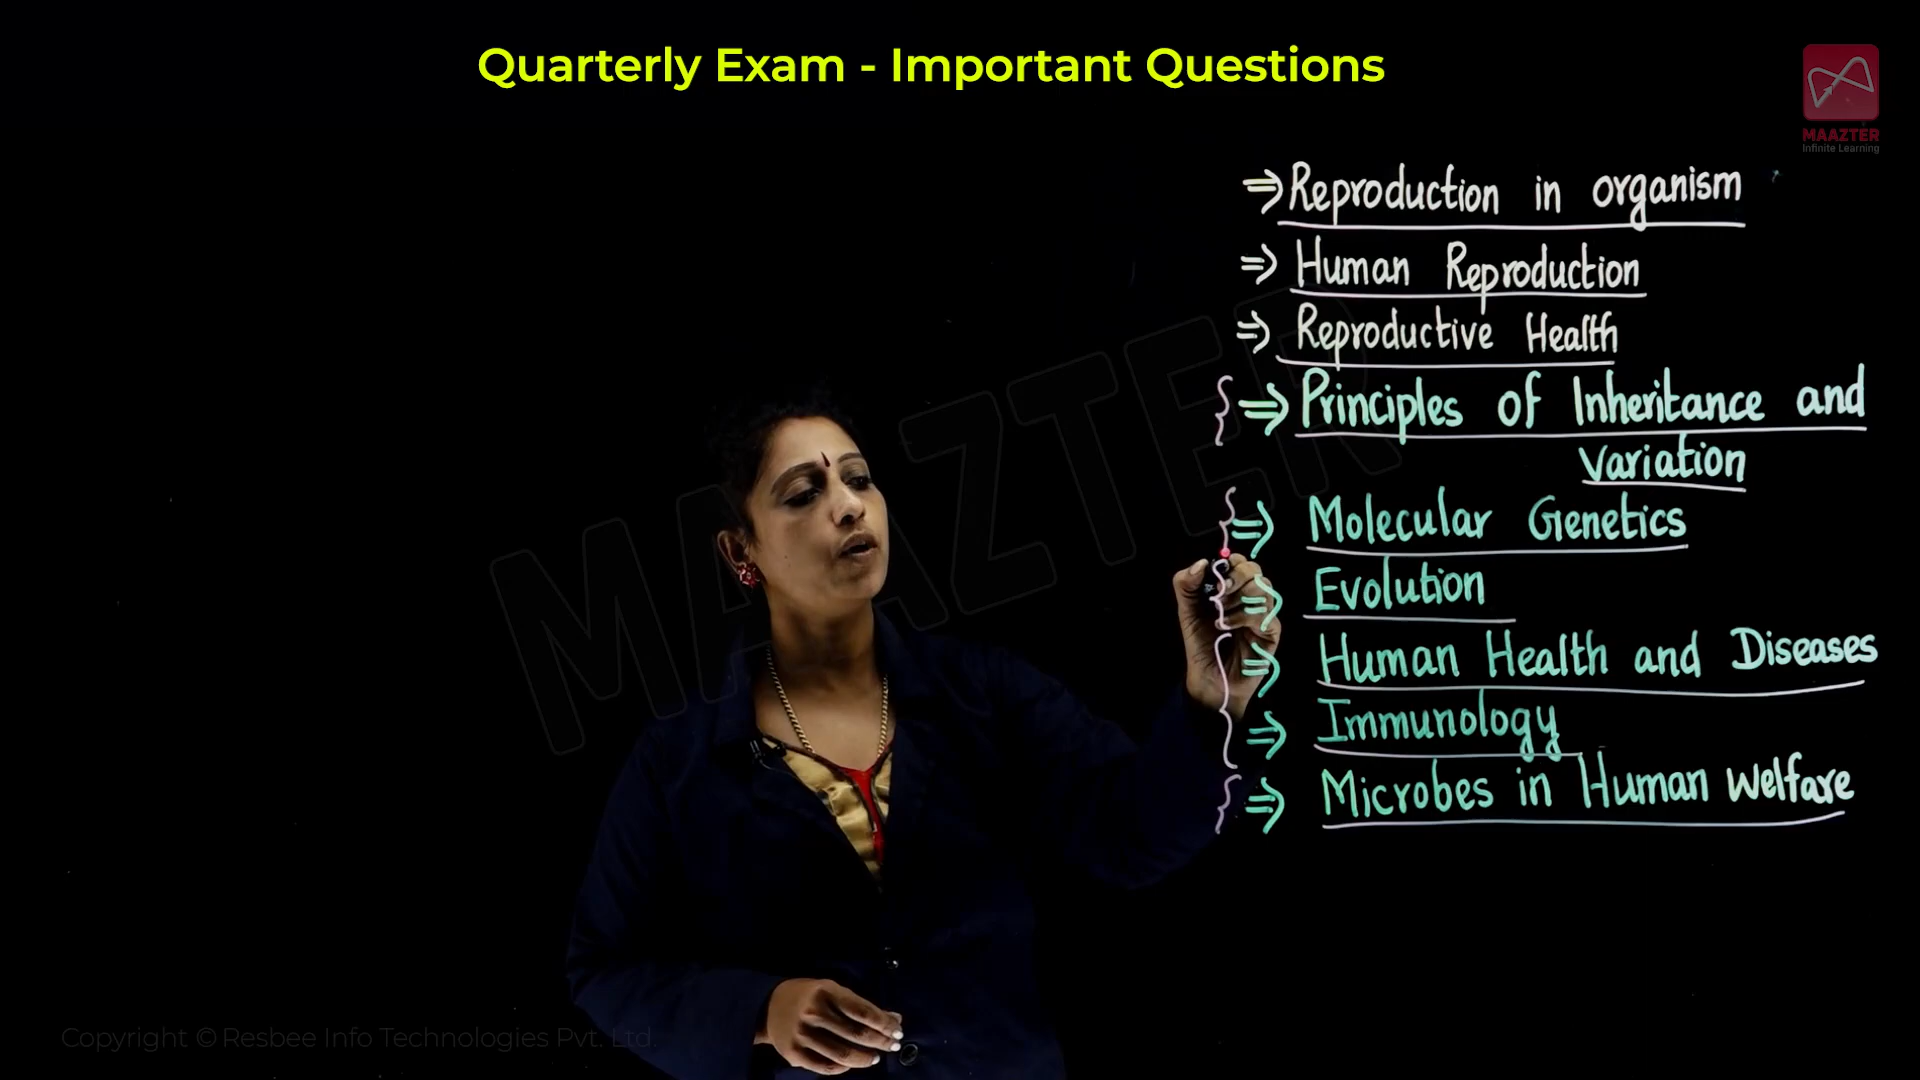 Quarterly Exam - Important Questions
MAAZTER
Infinite Learning
⇒ Reproduction in organism
⇒ Human Reproduction
⇒ Reproductive Health
⇒ Principles of Inheritance and
Variation
⇒ Molecular Genetics
⇒ Evolution
⇒ Human Health and Diseases
⇒ Immunology
⇒ Microbes in Human Welfare
MAAZTER
Copyright © Resbee Info Technologies Pvt. Ltd.